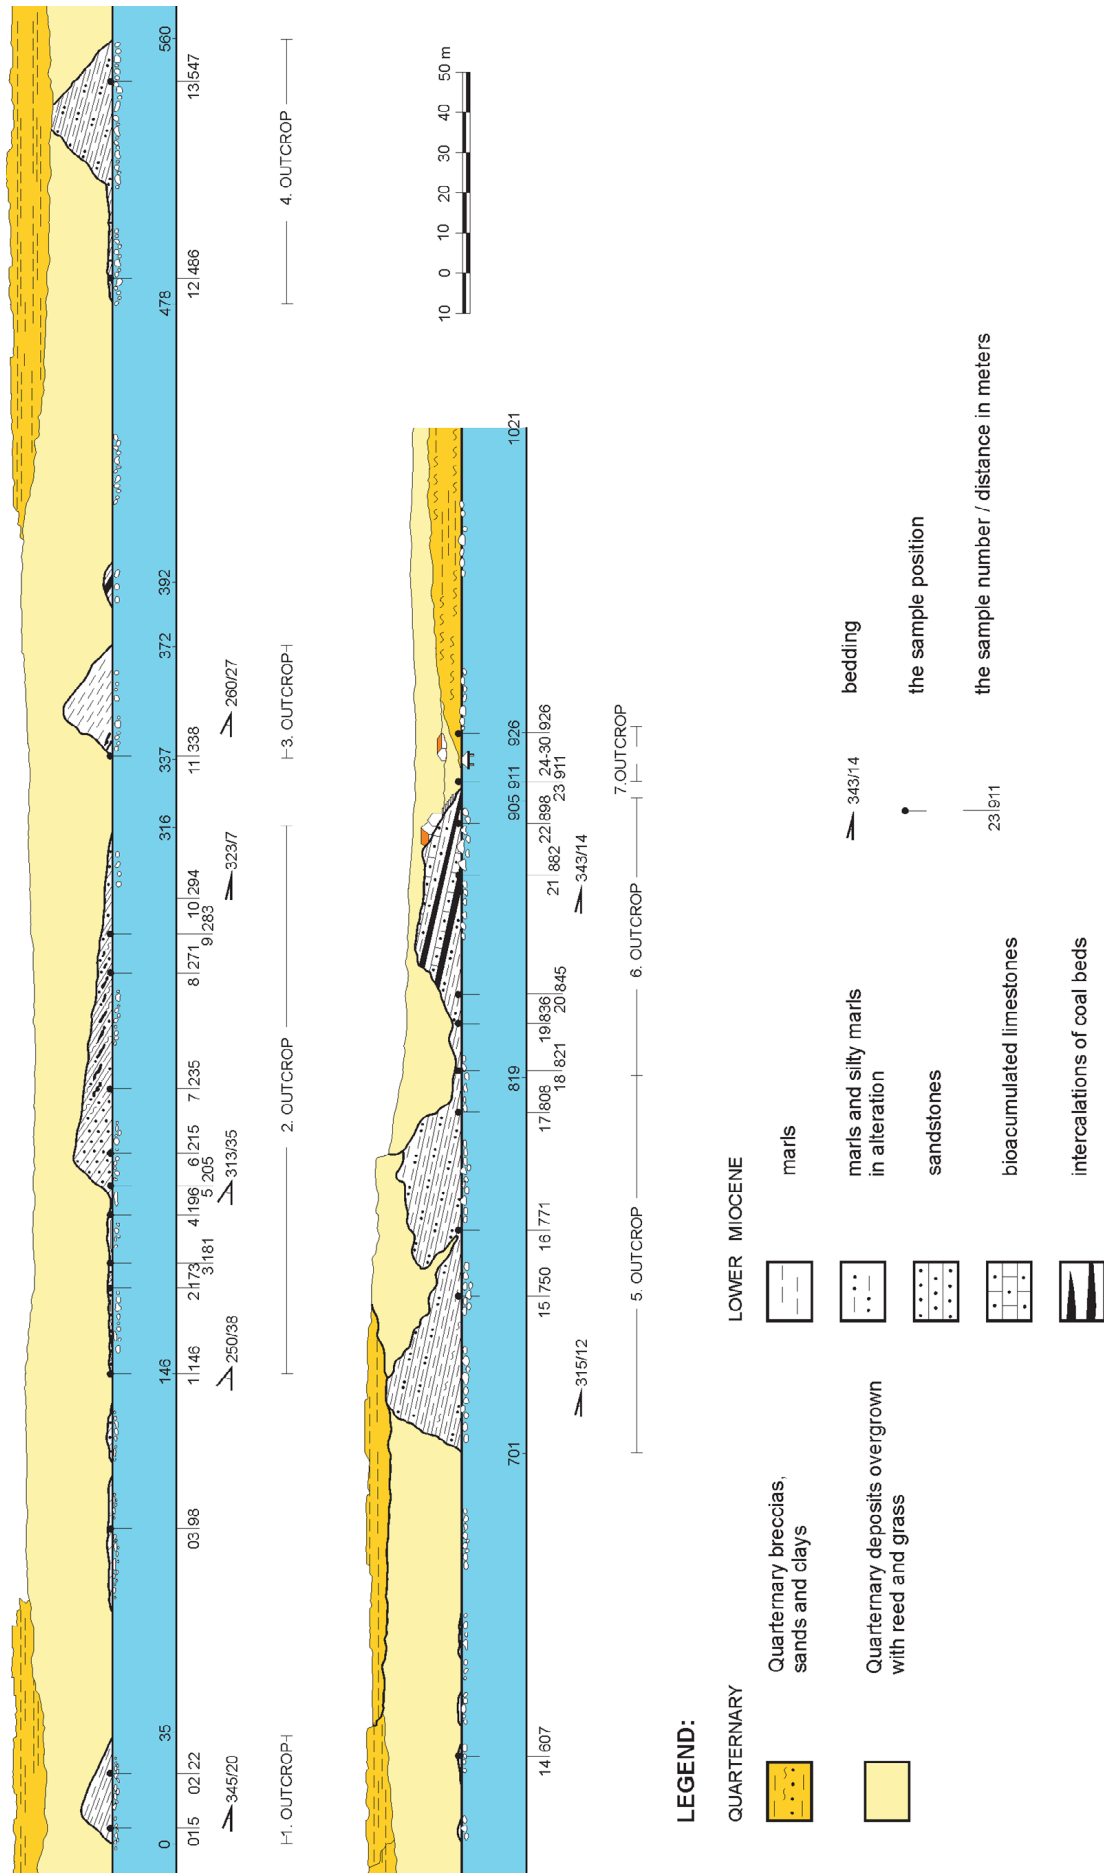 0 35 146 316 337 372 392 478 560
01|5 02|22 03|98 1|146 2|173 3|181 4|196 5|205 6|215 7|235 8|271 9|283 10|294 11|338 12|486 13|547
345/20 250/38 313/35 323/7 260/27
1. OUTCROP 2. OUTCROP 3. OUTCROP 4. OUTCROP
10 0 10 20 30 40 50 m
701 819 905 911 926 1021
14|607 15|750 16|771 17|808 18|821 19|836 20|845 21|882 22|898 23|911 24-30|926
315/12 343/14
5. OUTCROP 6. OUTCROP 7.OUTCROP
LEGEND:
QUARTERNARY
Quarternary breccias,
sands and clays
Quarternary deposits overgrown
with reed and grass
LOWER MIOCENE
marls
marls and silty marls
in alteration
sandstones
bioacumulated limestones
intercalations of coal beds
343/14 bedding
the sample position
23|911 the sample number / distance in meters